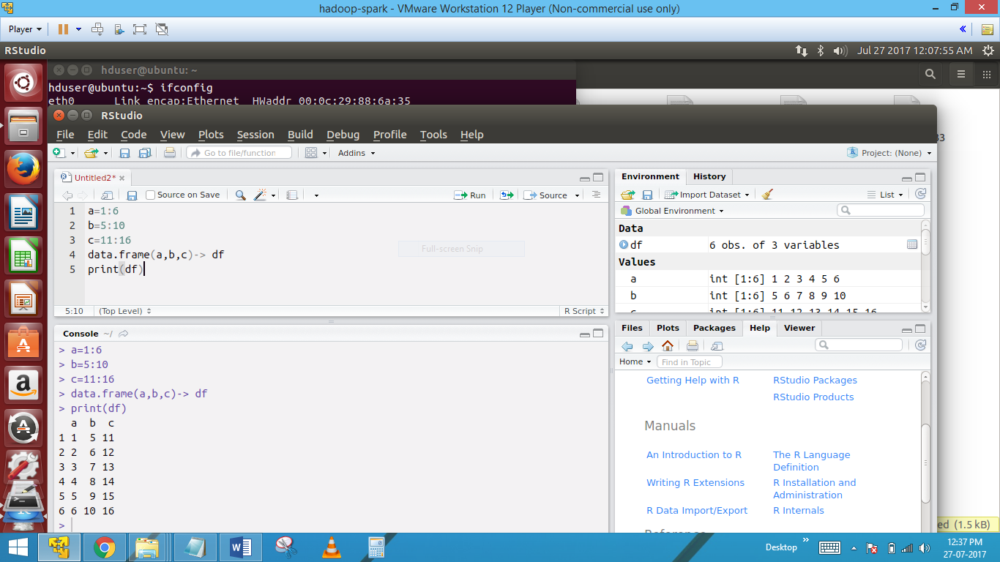 hadoop-spark - VMware Workstation 12 Player (Non-commercial use only)
Player
RStudio
Jul 27 2017 12:07:55 AM
hduser@ubuntu: ~
hduser@ubuntu:~$ ifconfig
eth0 Link encap:Ethernet HWaddr 00:0c:29:88:6a:35
RStudio
File Edit Code View Plots Session Build Debug Profile Tools Help
Go to file/function Addins Project: (None)
Untitled2*
Source on Save Run Source
1 a=1:6
2 b=5:10
3 c=11:16
4 data.frame(a,b,c)-> df
5 print(df)
Full-screen Snip
5:10 (Top Level) R Script
Console ~/
> a=1:6
> b=5:10
> c=11:16
> data.frame(a,b,c)-> df
> print(df)
a b c
1 1 5 11
2 2 6 12
3 3 7 13
4 4 8 14
5 5 9 15
6 6 10 16
>
Environment History
Import Dataset List
Global Environment
Data
df 6 obs. of 3 variables
Values
a int [1:6] 1 2 3 4 5 6
b int [1:6] 5 6 7 8 9 10
c int [1:6] 11 12 13 14 15 16
Files Plots Packages Help Viewer
Home Find in Topic
Getting Help with R RStudio Packages
RStudio Products
Manuals
An Introduction to R The R Language
Definition
Writing R Extensions R Installation and
Administration
R Data Import/Export R Internals
ed (1.5 kB)
Desktop
12:37 PM
27-07-2017